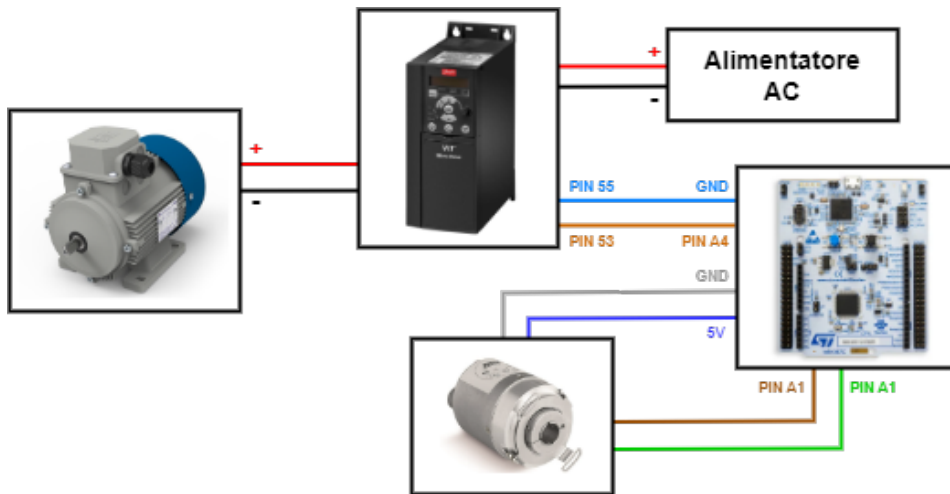 +
Alimentatore
AC
-
+
-
PIN 55
GND
PIN 53
PIN A4
GND
5V
PIN A1
PIN A1